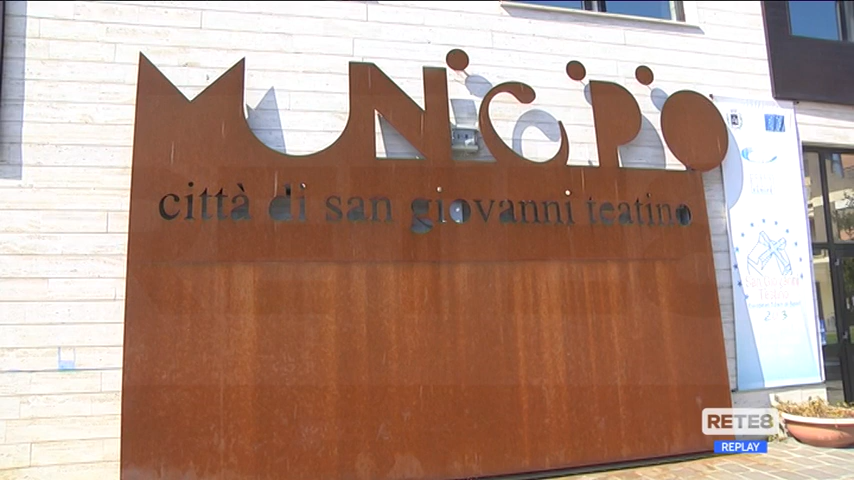 MUNICIPIO
città di san giovanni teatino
RETE8
REPLAY